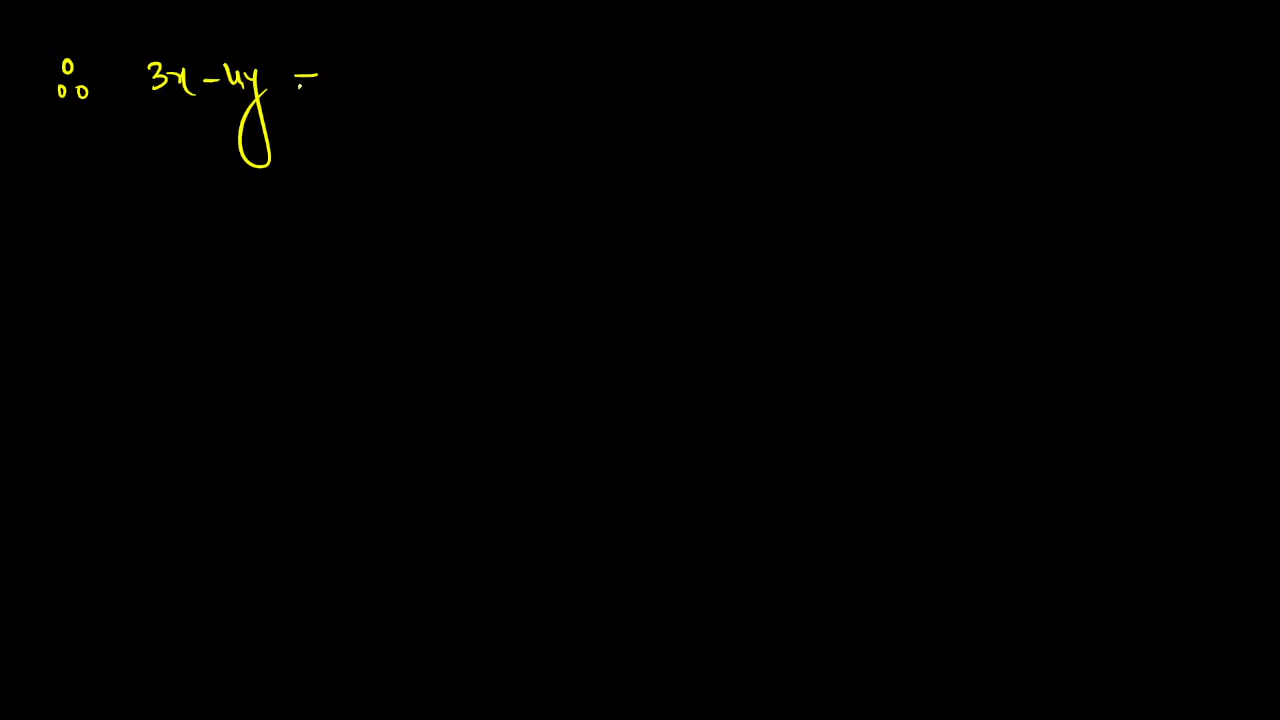 ∴ 3x - 4y =